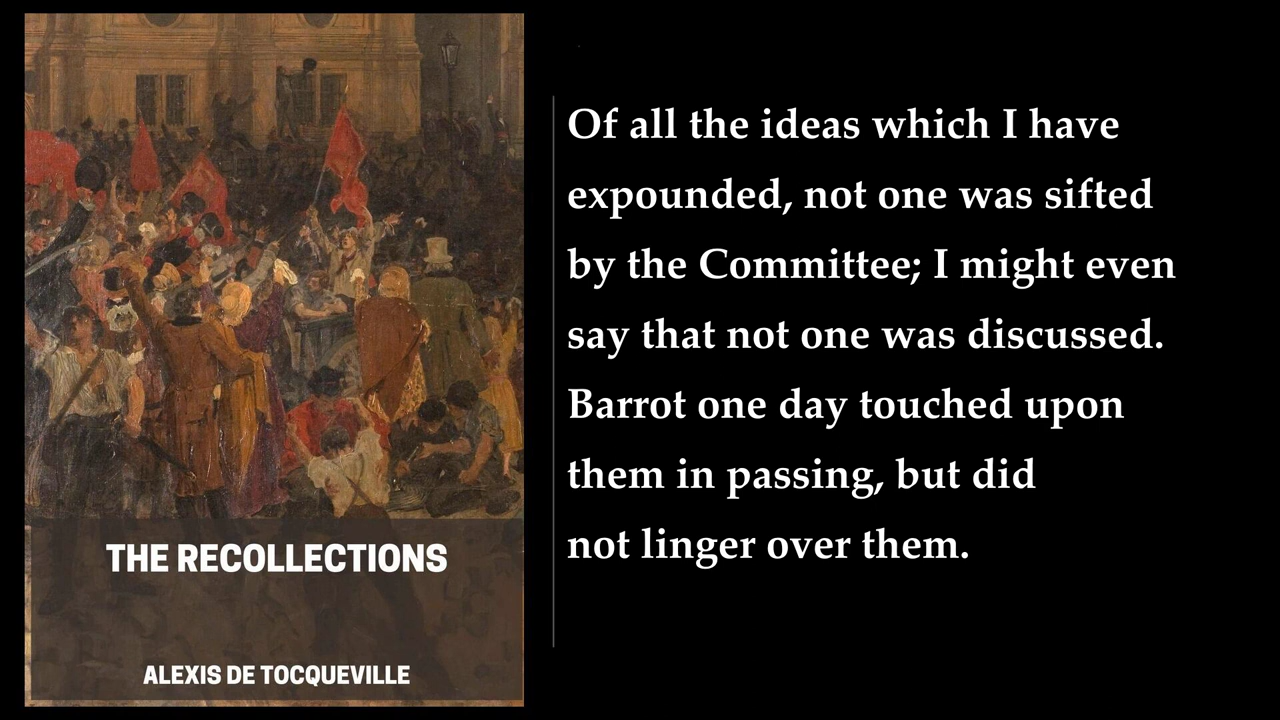 THE RECOLLECTIONS
ALEXIS DE TOCQUEVILLE
Of all the ideas which I have
expounded, not one was sifted
by the Committee; I might even
say that not one was discussed.
Barrot one day touched upon
them in passing, but did
not linger over them.